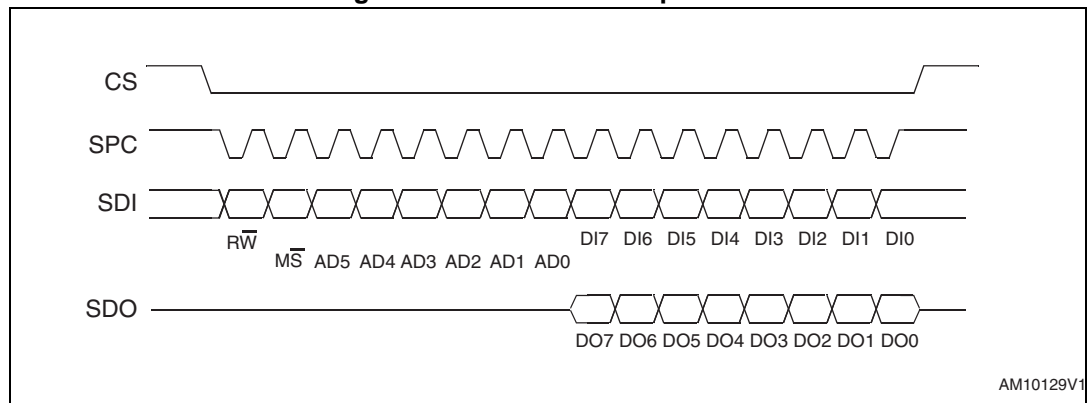 CS
SPC
SDI
RW
DI7 DI6 DI5 DI4 DI3 DI2 DI1 DI0
MS AD5 AD4 AD3 AD2 AD1 AD0
SDO
DO7 DO6 DO5 DO4 DO3 DO2 DO1 DO0
AM10129V1